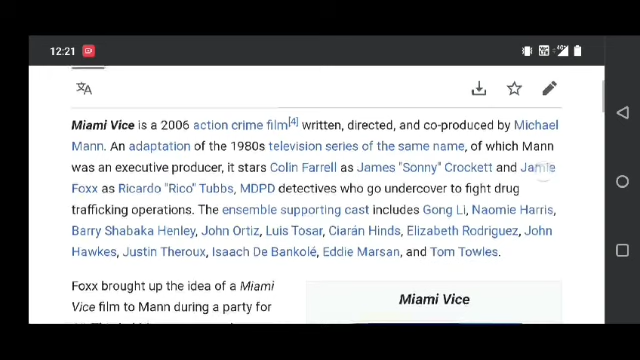 12:21
Miami Vice is a 2006 action crime film[4] written, directed, and co-produced by Michael
Mann. An adaptation of the 1980s television series of the same name, of which Mann
was an executive producer, it stars Colin Farrell as James "Sonny" Crockett and Jamie
Foxx as Ricardo "Rico" Tubbs, MDPD detectives who go undercover to fight drug
trafficking operations. The ensemble supporting cast includes Gong Li, Naomie Harris,
Barry Shabaka Henley, John Ortiz, Luis Tosar, Ciarán Hinds, Elizabeth Rodriguez, John
Hawkes, Justin Theroux, Isaach De Bankolé, Eddie Marsan, and Tom Towles.
Foxx brought up the idea of a Miami
Vice film to Mann during a party for
Miami Vice